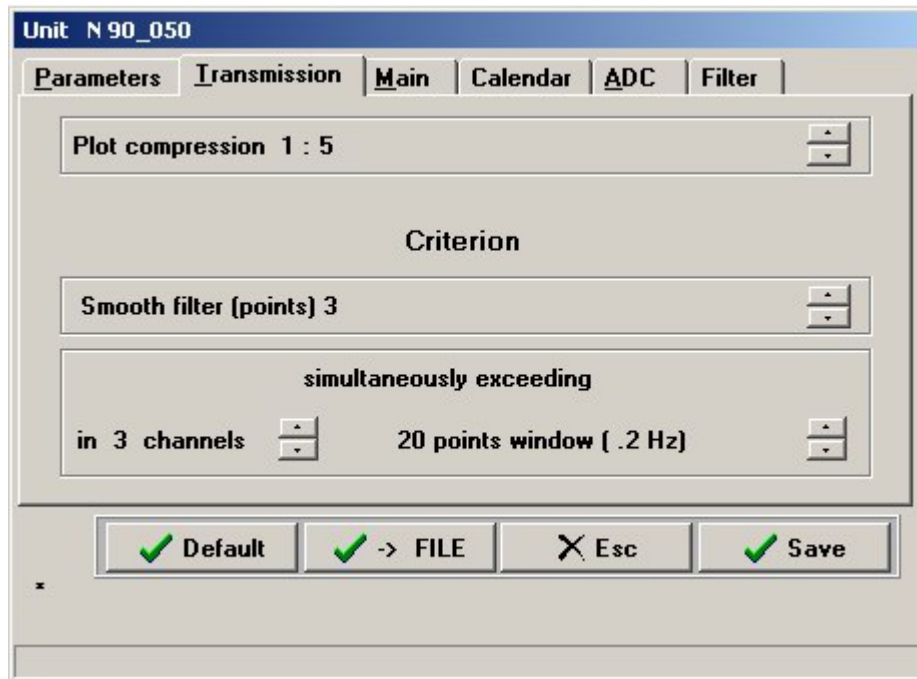 Unit N 90_050
Parameters Transmission Main Calendar ADC Filter
Plot compression 1 : 5
Criterion
Smooth filter (points) 3
simultaneously exceeding
in 3 channels 20 points window ( .2 Hz)
Default -> FILE Esc Save